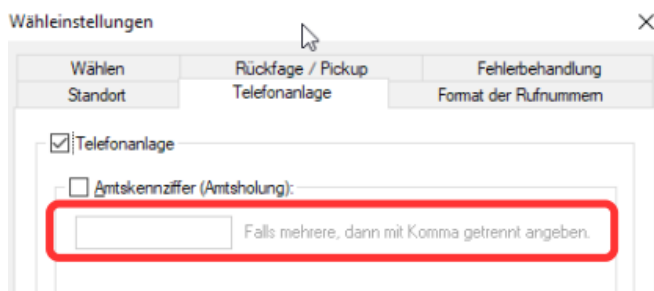 Wähleinstellungen
Wählen Rückfage / Pickup Fehlerbehandlung
Standort Telefonanlage Format der Rufnummern
Telefonanlage
Amtskennziffer (Amtsholung):
Falls mehrere, dann mit Komma getrennt angeben.